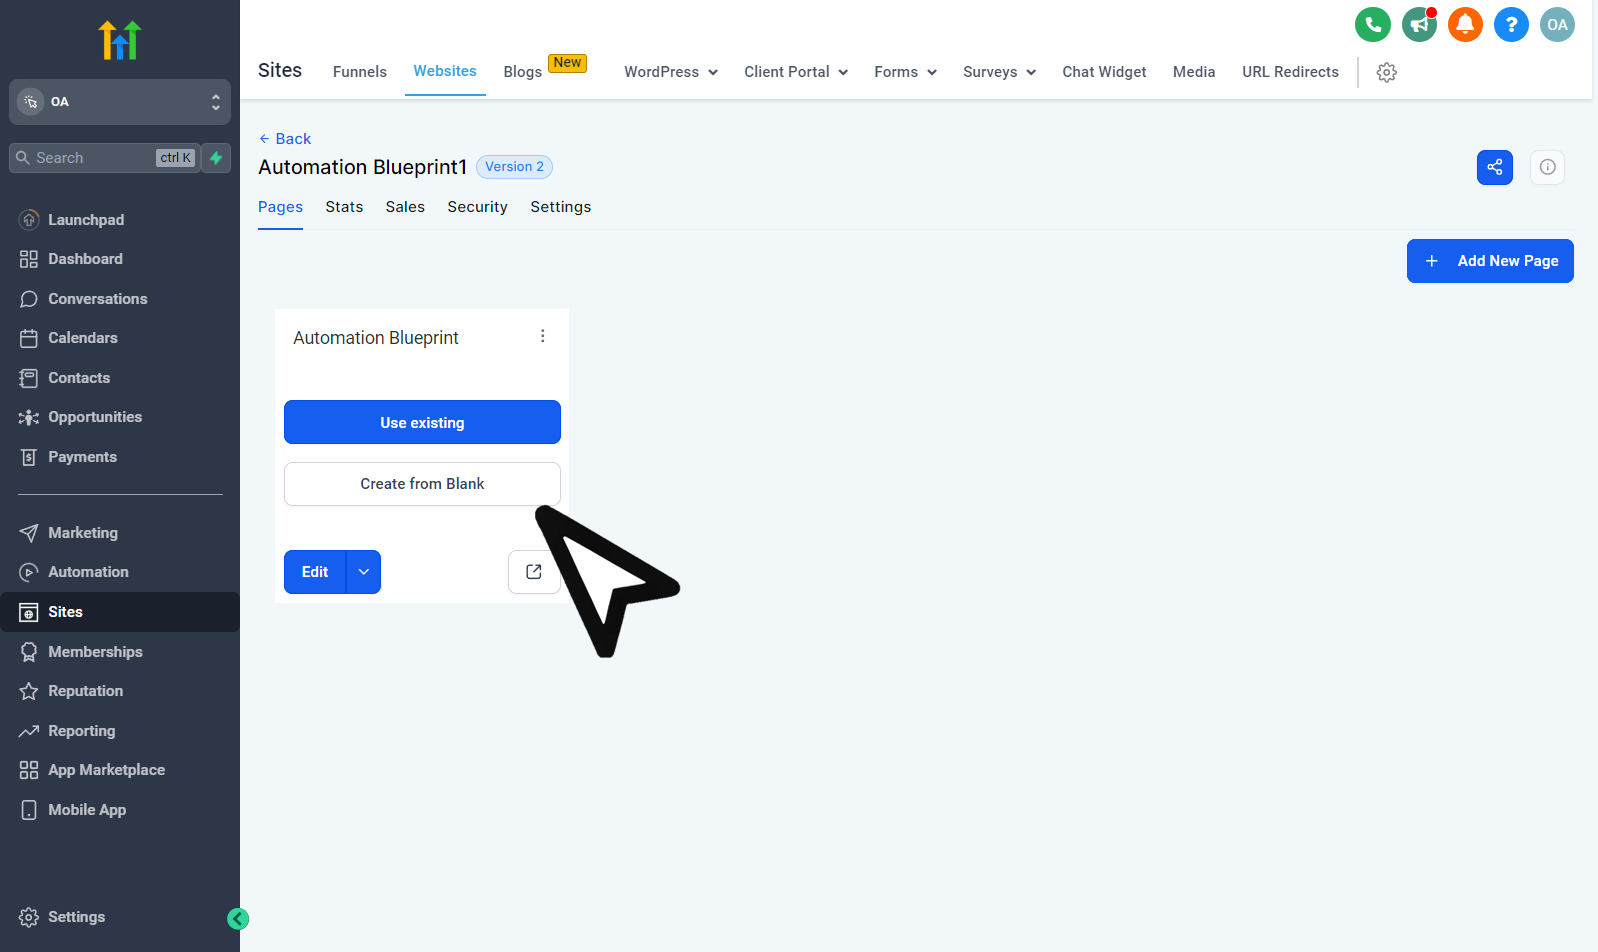 OA
Search
ctrl K
Launchpad
Dashboard
Conversations
Calendars
Contacts
Opportunities
Payments
Marketing
Automation
Sites
Memberships
Reputation
Reporting
App Marketplace
Mobile App
Settings
?
OA
Sites
Funnels
Websites
Blogs
New
WordPress
Client Portal
Forms
Surveys
Chat Widget
Media
URL Redirects
← Back
Automation Blueprint1
Version 2
Pages
Stats
Sales
Security
Settings
+ Add New Page
Automation Blueprint
Use existing
Create from Blank
Edit